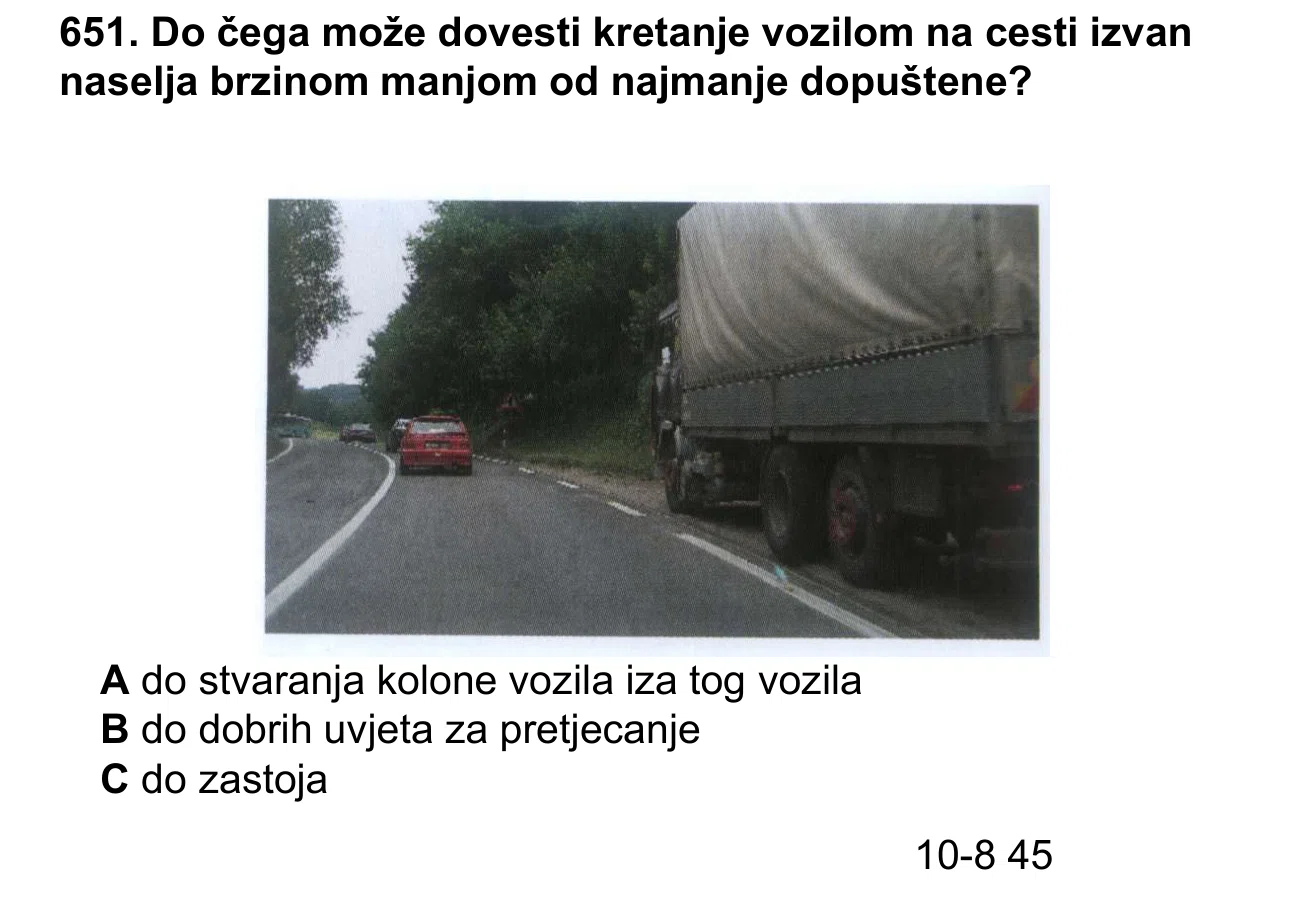 651. Do čega može dovesti kretanje vozilom na cesti izvan
naselja brzinom manjom od najmanje dopuštene?
A do stvaranja kolone vozila iza tog vozila
B do dobrih uvjeta za pretjecanje
C do zastoja
10-8 45